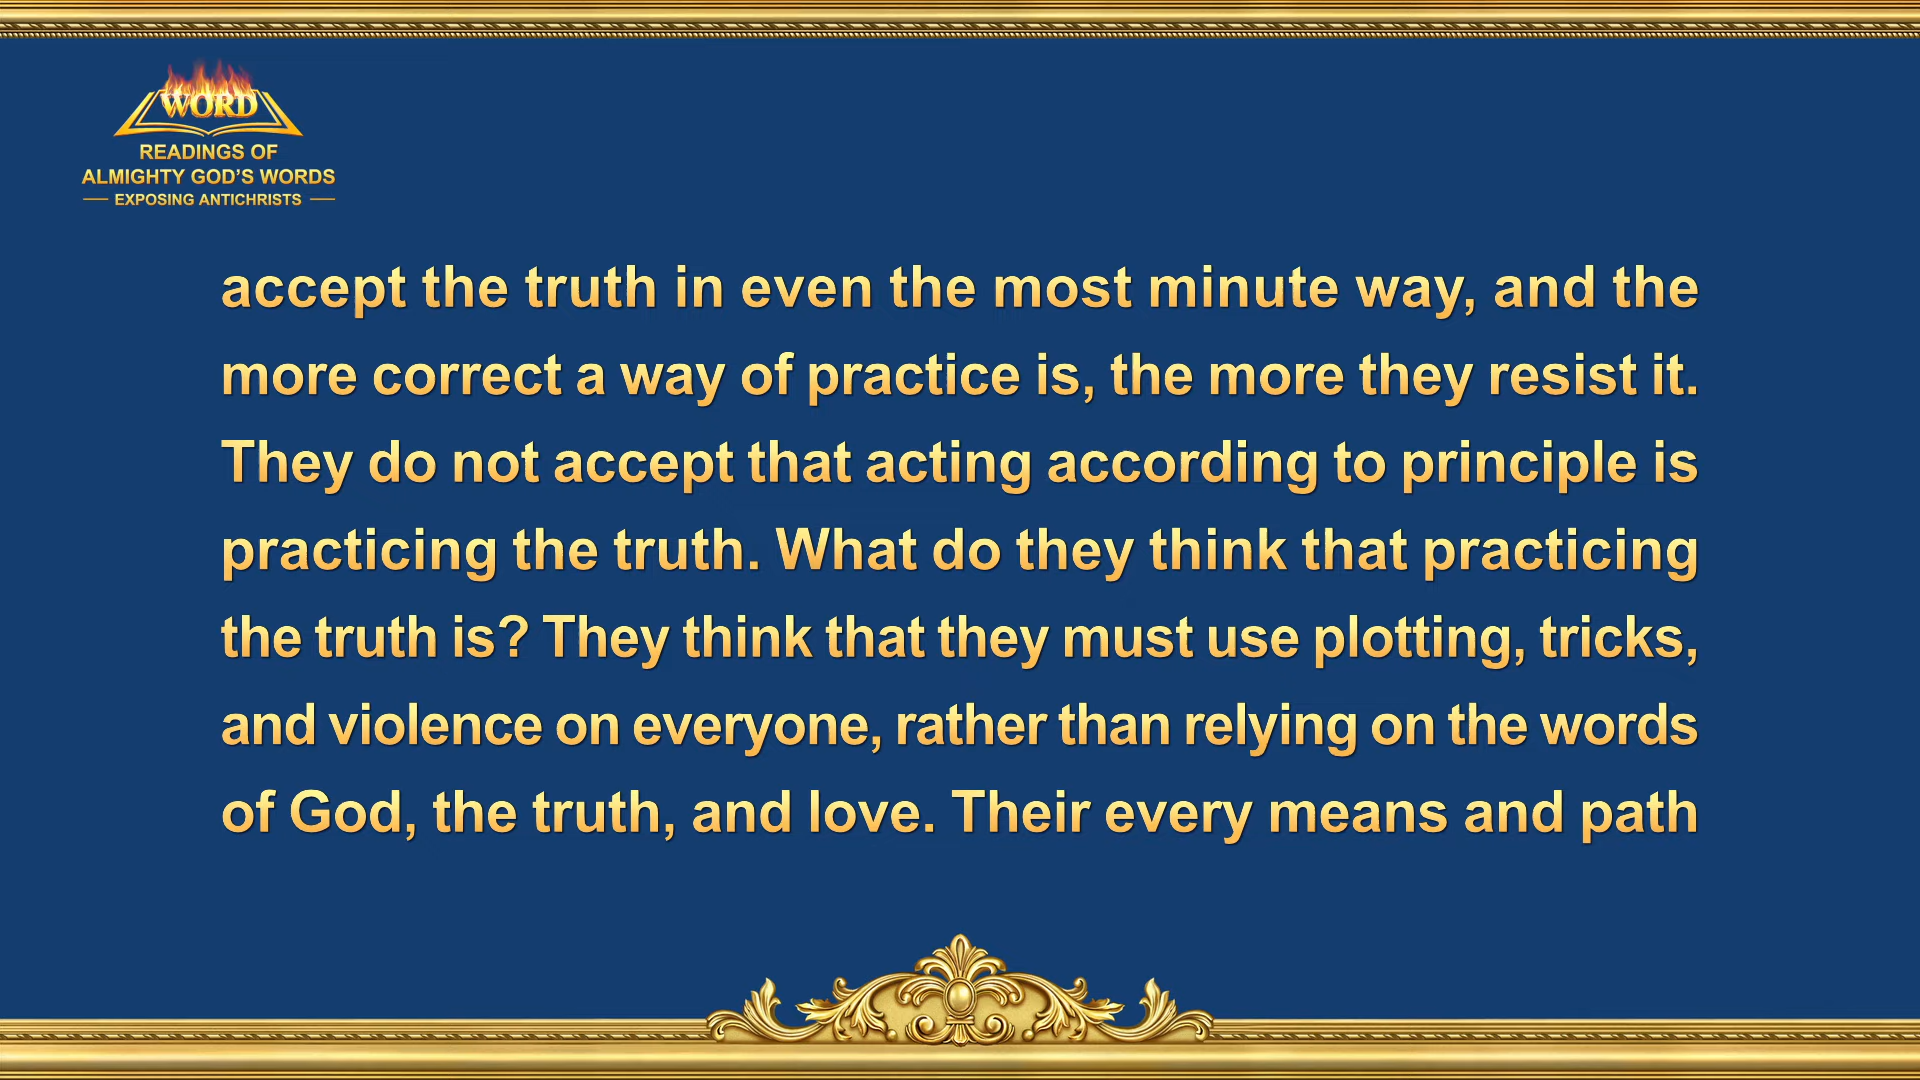 WORD
READINGS OF
ALMIGHTY GOD'S WORDS
EXPOSING ANTICHRISTS
accept the truth in even the most minute way, and the
more correct a way of practice is, the more they resist it.
They do not accept that acting according to principle is
practicing the truth. What do they think that practicing
the truth is? They think that they must use plotting, tricks,
and violence on everyone, rather than relying on the words
of God, the truth, and love. Their every means and path